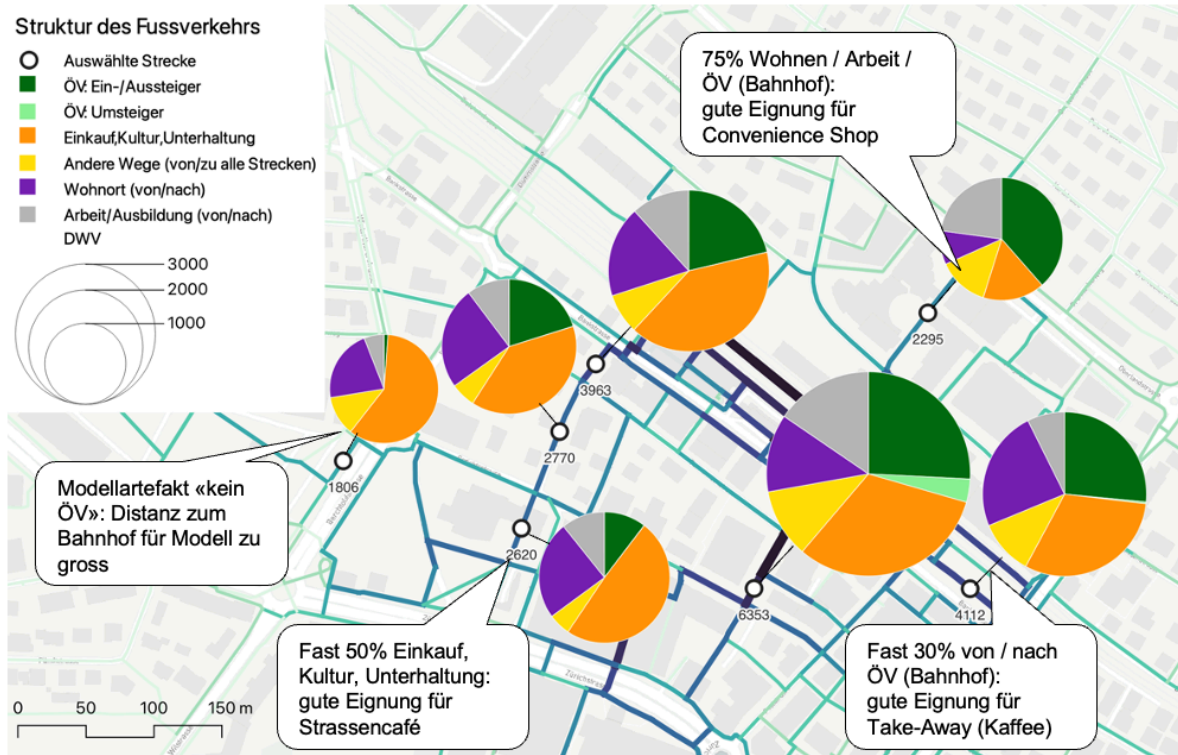 Struktur des Fussverkehrs
Auswählte Strecke
ÖV: Ein-/Aussteiger
ÖV: Umsteiger
Einkauf,Kultur,Unterhaltung
Andere Wege (von/zu alle Strecken)
Wohnort (von/nach)
Arbeit/Ausbildung (von/nach)
DWV
3000
2000
1000
75% Wohnen / Arbeit /
ÖV (Bahnhof):
gute Eignung für
Convenience Shop
2295
3963
2770
1806
Modellartefakt «kein
ÖV»: Distanz zum
Bahnhof für Modell zu
gross
2620
6353
4112
Fast 50% Einkauf,
Kultur, Unterhaltung:
gute Eignung für
Strassencafé
Fast 30% von / nach
ÖV (Bahnhof):
gute Eignung für
Take-Away (Kaffee)
Bankstrasse
Zürichstrasse
0 50 100 150 m